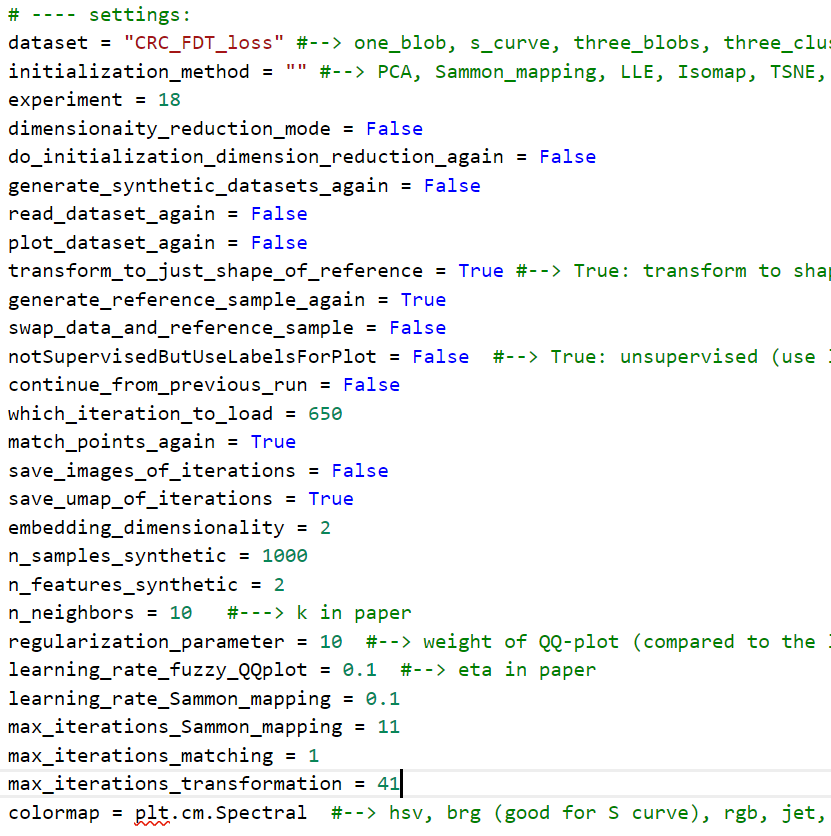 # ---- settings:
dataset = "CRC_FDT_loss" #--> one_blob, s_curve, three_blobs, three_clus
initialization_method = "" #--> PCA, Sammon_mapping, LLE, Isomap, TSNE,
experiment = 18
dimensionaity_reduction_mode = False
do_initialization_dimension_reduction_again = False
generate_synthetic_datasets_again = False
read_dataset_again = False
plot_dataset_again = False
transform_to_just_shape_of_reference = True #--> True: transform to shap
generate_reference_sample_again = True
swap_data_and_reference_sample = False
notSupervisedButUseLabelsForPlot = False  #--> True: unsupervised (use l
continue_from_previous_run = False
which_iteration_to_load = 650
match_points_again = True
save_images_of_iterations = False
save_umap_of_iterations = True
embedding_dimensionality = 2
n_samples_synthetic = 1000
n_features_synthetic = 2
n_neighbors = 10   #---> k in paper
regularization_parameter = 10  #--> weight of QQ-plot (compared to the l
learning_rate_fuzzy_QQplot = 0.1  #--> eta in paper
learning_rate_Sammon_mapping = 0.1
max_iterations_Sammon_mapping = 11
max_iterations_matching = 1
max_iterations_transformation = 41
colormap = plt.cm.Spectral  #--> hsv, brg (good for S curve), rgb, jet,